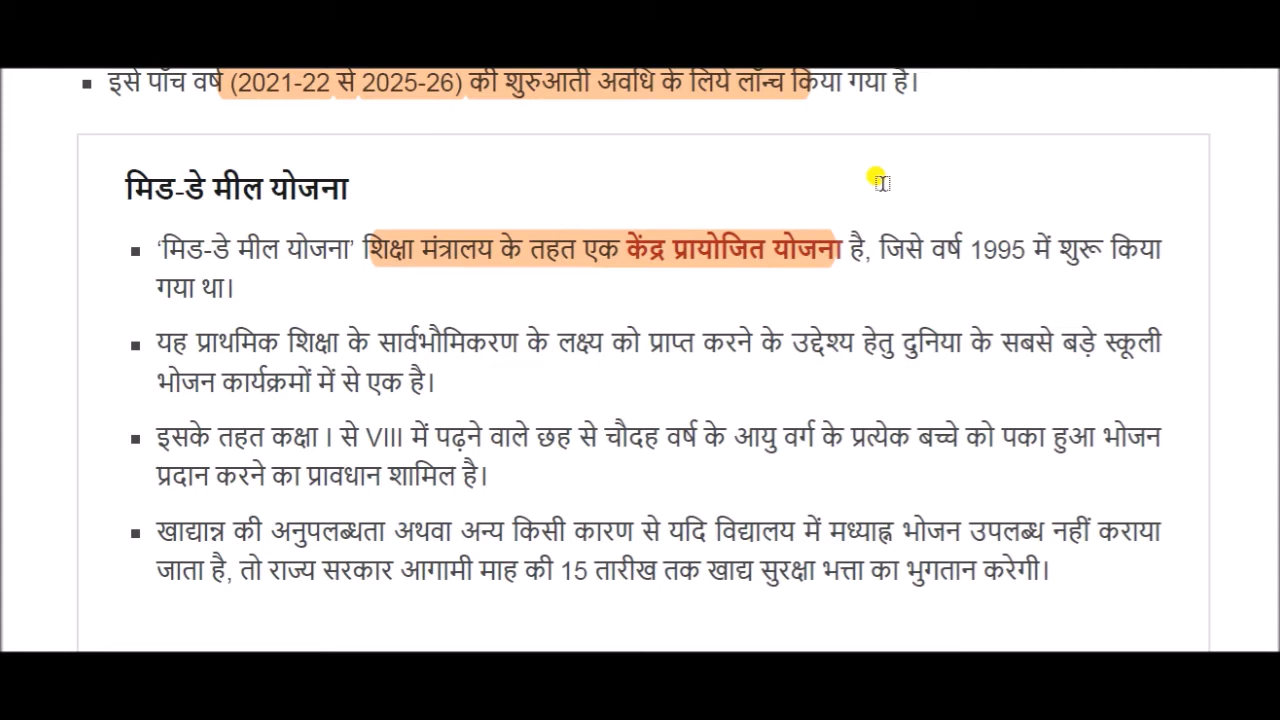 इसे पाँच वर्ष (2021-22 से 2025-26) की शुरुआती अवधि के लिये लॉन्च किया गया है।
मिड-डे मील योजना
‘मिड-डे मील योजना’ शिक्षा मंत्रालय के तहत एक केंद्र प्रायोजित योजना है, जिसे वर्ष 1995 में शुरू किया
गया था।
यह प्राथमिक शिक्षा के सार्वभौमिकरण के लक्ष्य को प्राप्त करने के उद्देश्य हेतु दुनिया के सबसे बड़े स्कूली
भोजन कार्यक्रमों में से एक है।
इसके तहत कक्षा I से VIII में पढ़ने वाले छह से चौदह वर्ष के आयु वर्ग के प्रत्येक बच्चे को पका हुआ भोजन
प्रदान करने का प्रावधान शामिल है।
खाद्यान्न की अनुपलब्धता अथवा अन्य किसी कारण से यदि विद्यालय में मध्याह्न भोजन उपलब्ध नहीं कराया
जाता है, तो राज्य सरकार आगामी माह की 15 तारीख तक खाद्य सुरक्षा भत्ता का भुगतान करेगी।